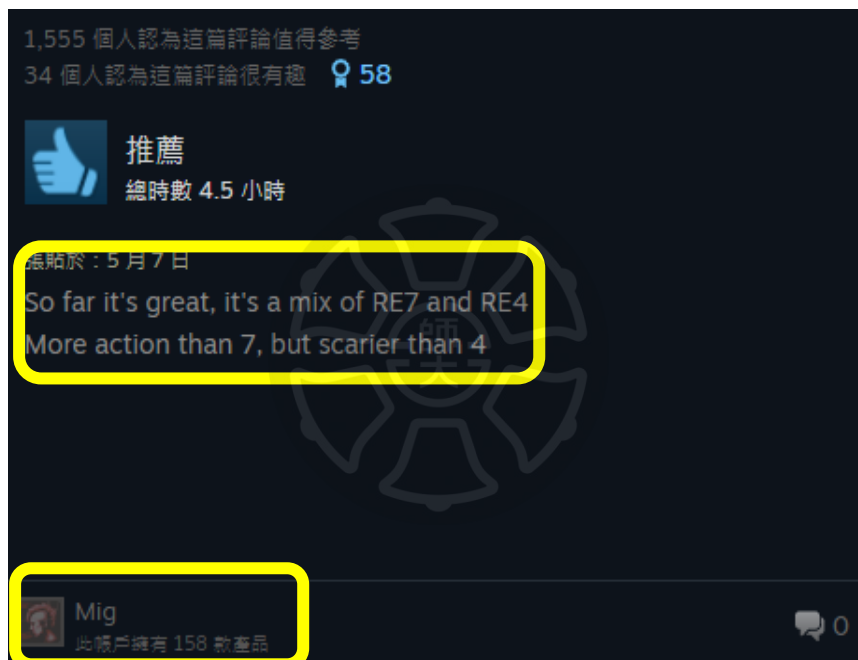 1,555 個人認為這篇評論值得參考
34 個人認為這篇評論很有趣 58
推薦
總時數 4.5 小時
張貼於：5 月 7 日
So far it's great, it's a mix of RE7 and RE4
More action than 7, but scarier than 4
師大
Mig
此帳戶擁有 158 款產品
0